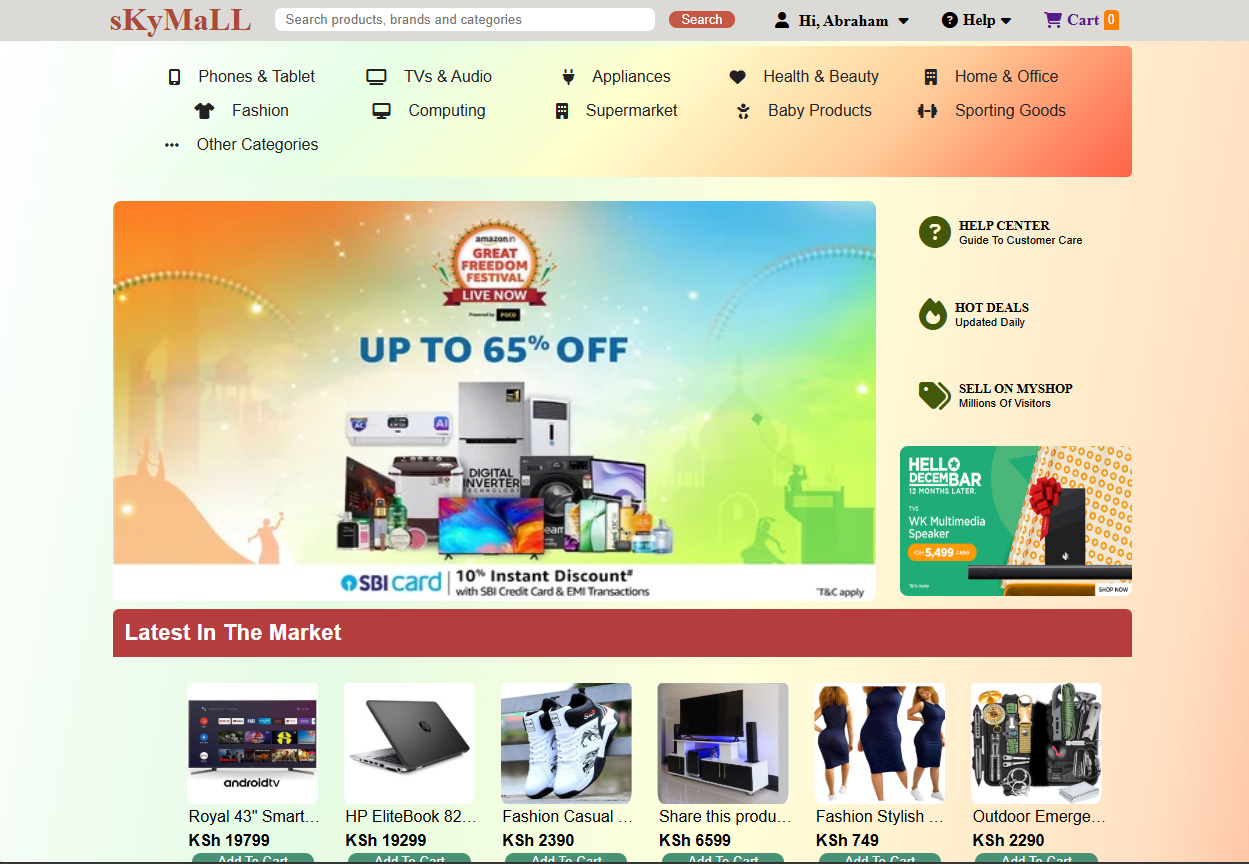 sKyMaLL
Search products, brands and categories
Search
Hi, Abraham
Help
Cart 0
Phones & Tablet
TVs & Audio
Appliances
Health & Beauty
Home & Office
Fashion
Computing
Supermarket
Baby Products
Sporting Goods
Other Categories
amazon.in
GREAT
FREEDOM
FESTIVAL
LIVE NOW
Powered by POCO
UP TO 65% OFF
AC
AI
DIGITAL
INVERTER
TECHNOLOGY
SBI card
10% Instant Discount#
with SBI Credit Card & EMI Transactions
*T&C apply
HELP CENTER
Guide To Customer Care
HOT DEALS
Updated Daily
SELL ON MYSHOP
Millions Of Visitors
HELLO
DECEMBAR
12 MONTHS LATER.
TVS
WK Multimedia
Speaker
KSH 5,499
T&Cs Apply
SHOP NOW
Latest In The Market
androidtv
Royal 43" Smart...
KSh 19799
Add To Cart
HP EliteBook 82...
KSh 19299
Add To Cart
Fashion Casual ...
KSh 2390
Add To Cart
Share this produ...
KSh 6599
Add To Cart
Fashion Stylish ...
KSh 749
Add To Cart
Outdoor Emerge...
KSh 2290
Add To Cart